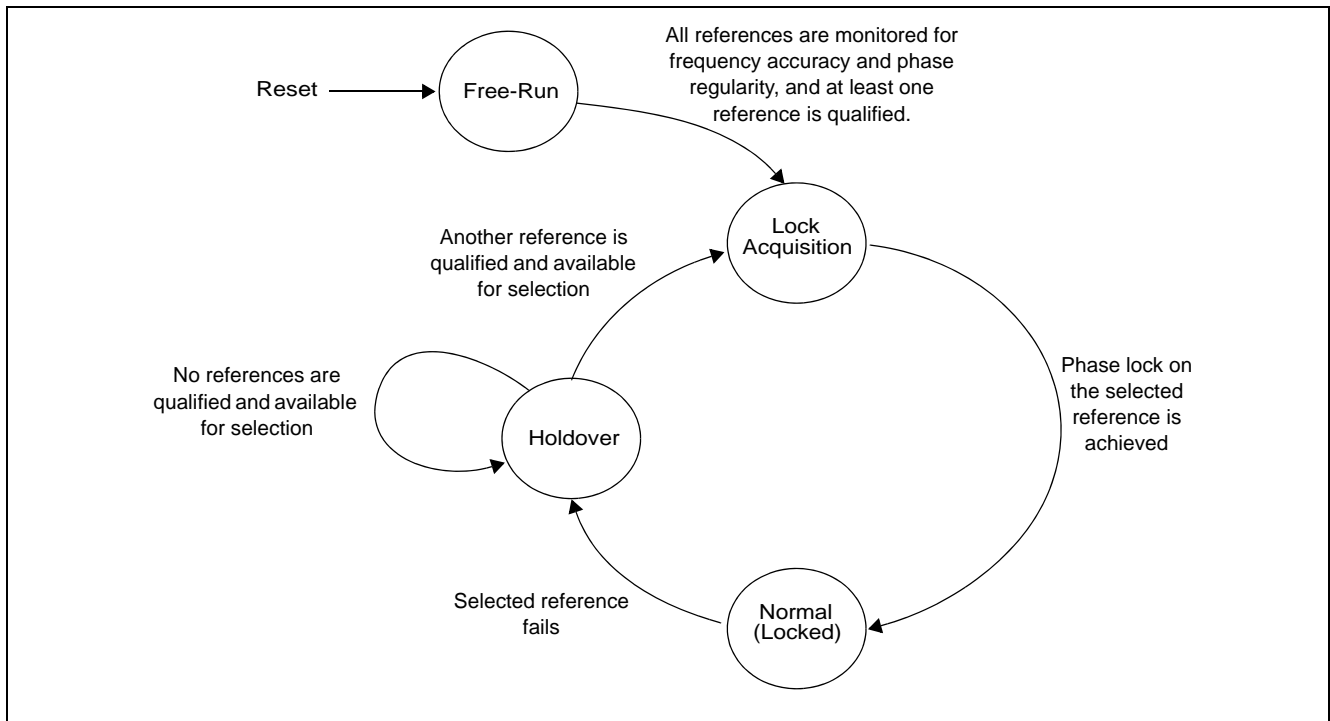 Reset
Free-Run
All references are monitored for
frequency accuracy and phase
regularity, and at least one
reference is qualified.
Lock
Acquisition
Another reference is
qualified and available
for selection
No references are
qualified and available
for selection
Holdover
Phase lock on
the selected
reference is
achieved
Selected reference
fails
Normal
(Locked)